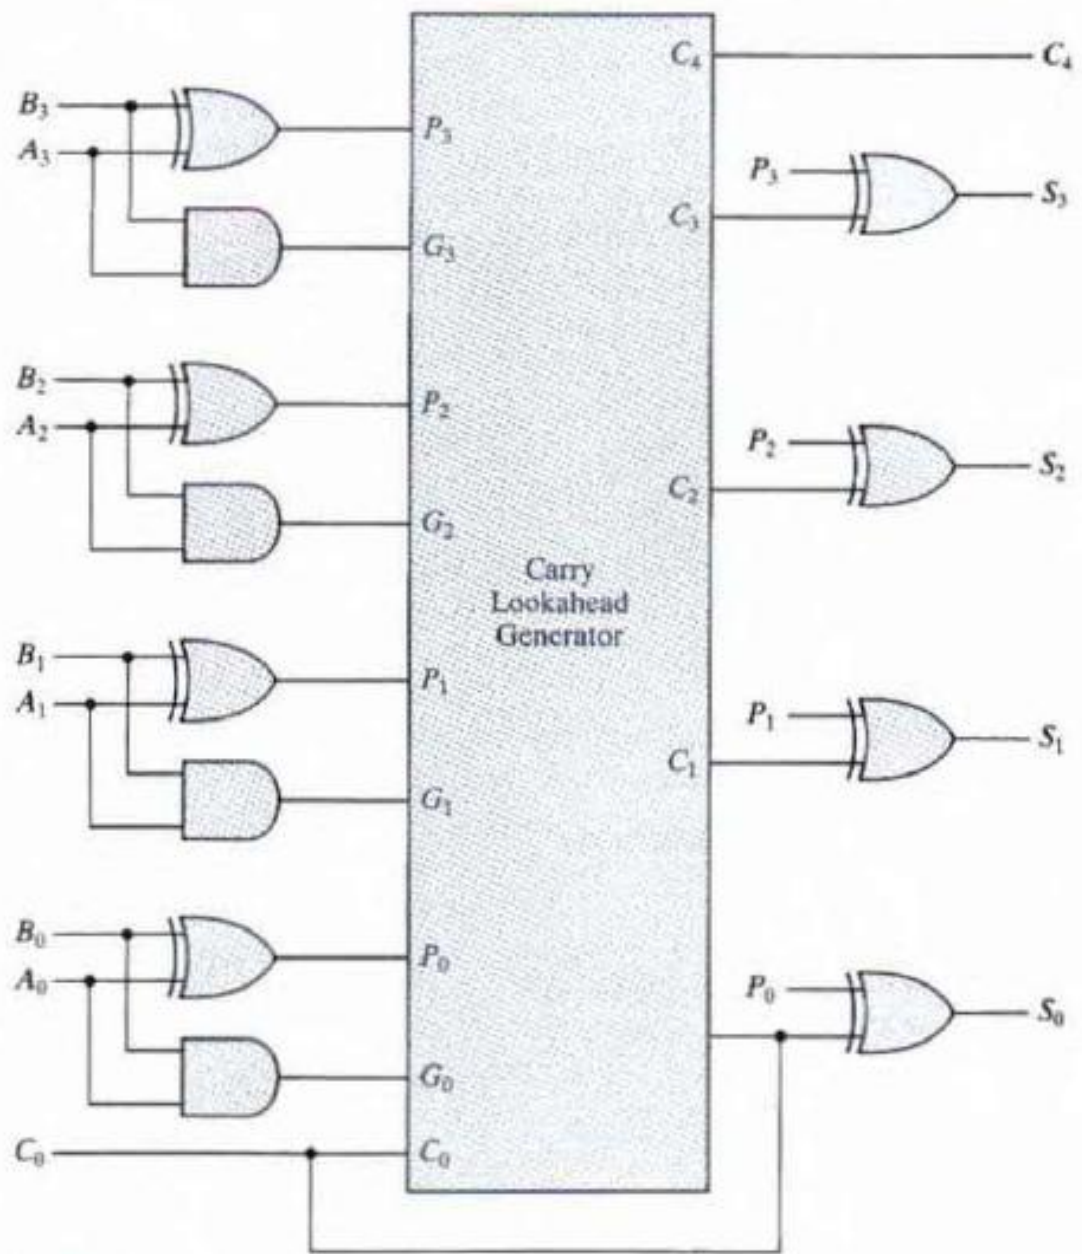 C₄ C₄
B₃
A₃ P₃ P₃ S₃
C₃
G₃
B₂
A₂ P₂ P₂ S₂
C₂
G₂
Carry
Lookahead
Generator
B₁
A₁ P₁ P₁ S₁
C₁
G₁
B₀
A₀ P₀ P₀ S₀
G₀
C₀ C₀